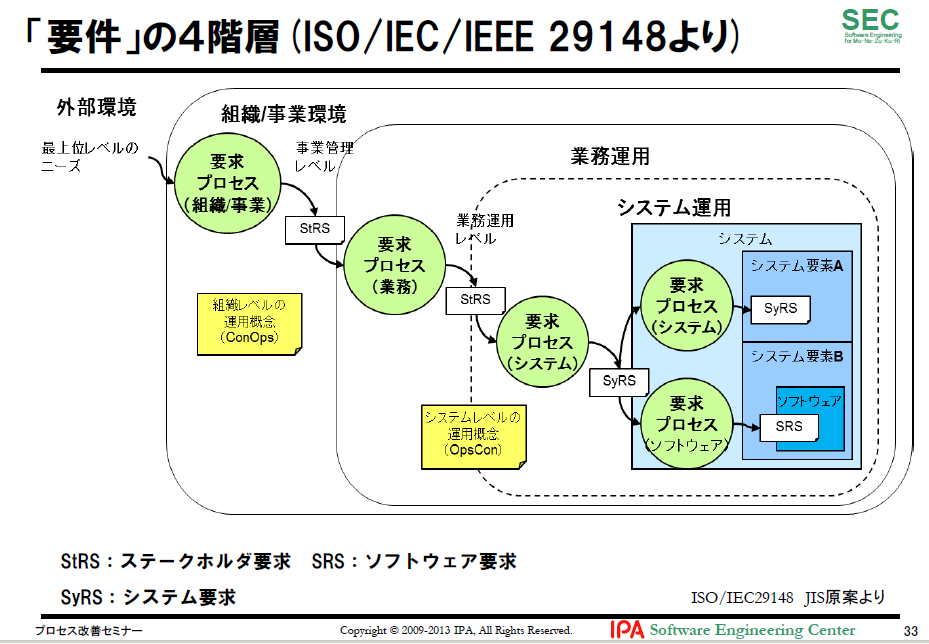 「要件」の4階層 (ISO/IEC/IEEE 29148より)
SEC
Software Engineering
for Mo・No・Zu・Ku・Ri
外部環境
組織/事業環境
最上位レベルの
ニーズ
要求
プロセス
(組織/事業)
事業管理
レベル
StRS
業務運用
要求
プロセス
(業務)
業務運用
レベル
StRS
システム運用
要求
プロセス
(システム)
SyRS
システム
要求
プロセス
(システム)
システム要素A
SyRS
要求
プロセス
(ソフトウェア)
システム要素B
ソフトウェア
SRS
組織レベルの
運用概念
(ConOps)
システムレベルの
運用概念
(OpsCon)
StRS:ステークホルダ要求 SRS:ソフトウェア要求
SyRS:システム要求
ISO/IEC29148 JIS原案より
プロセス改善セミナー
Copyright © 2009-2013 IPA, All Rights Reserved.
IPA Software Engineering Center
33